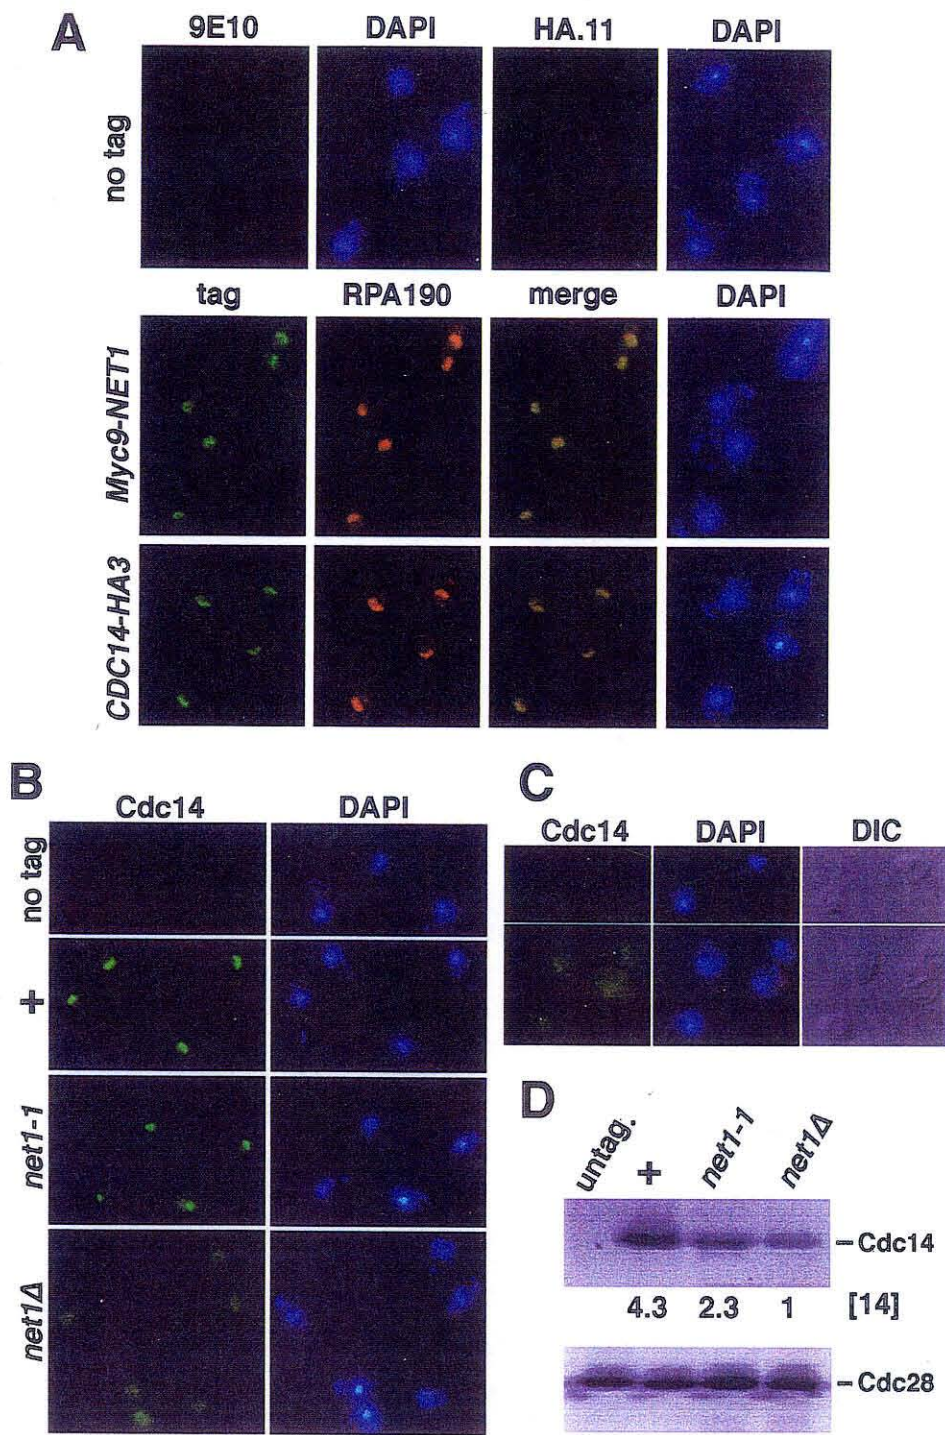 A
9E10 DAPI HA.11 DAPI
no tag
tag RPA190 merge DAPI
Myc9-NET1
CDC14-HA3
B
Cdc14 DAPI
no tag
+
net1-1
net1Δ
C
Cdc14 DAPI DIC
D
untag. + net1-1 net1Δ
–Cdc14
4.3 2.3 1 [14]
–Cdc28